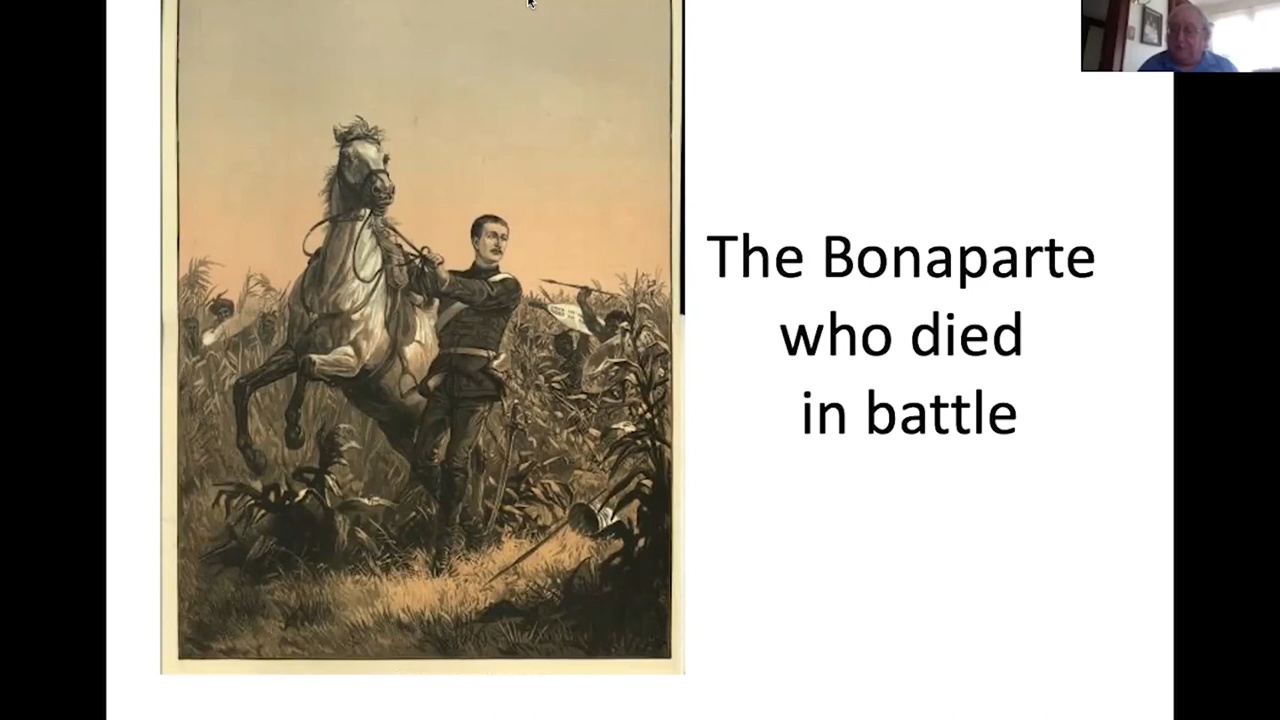 The Bonaparte
who died
in battle